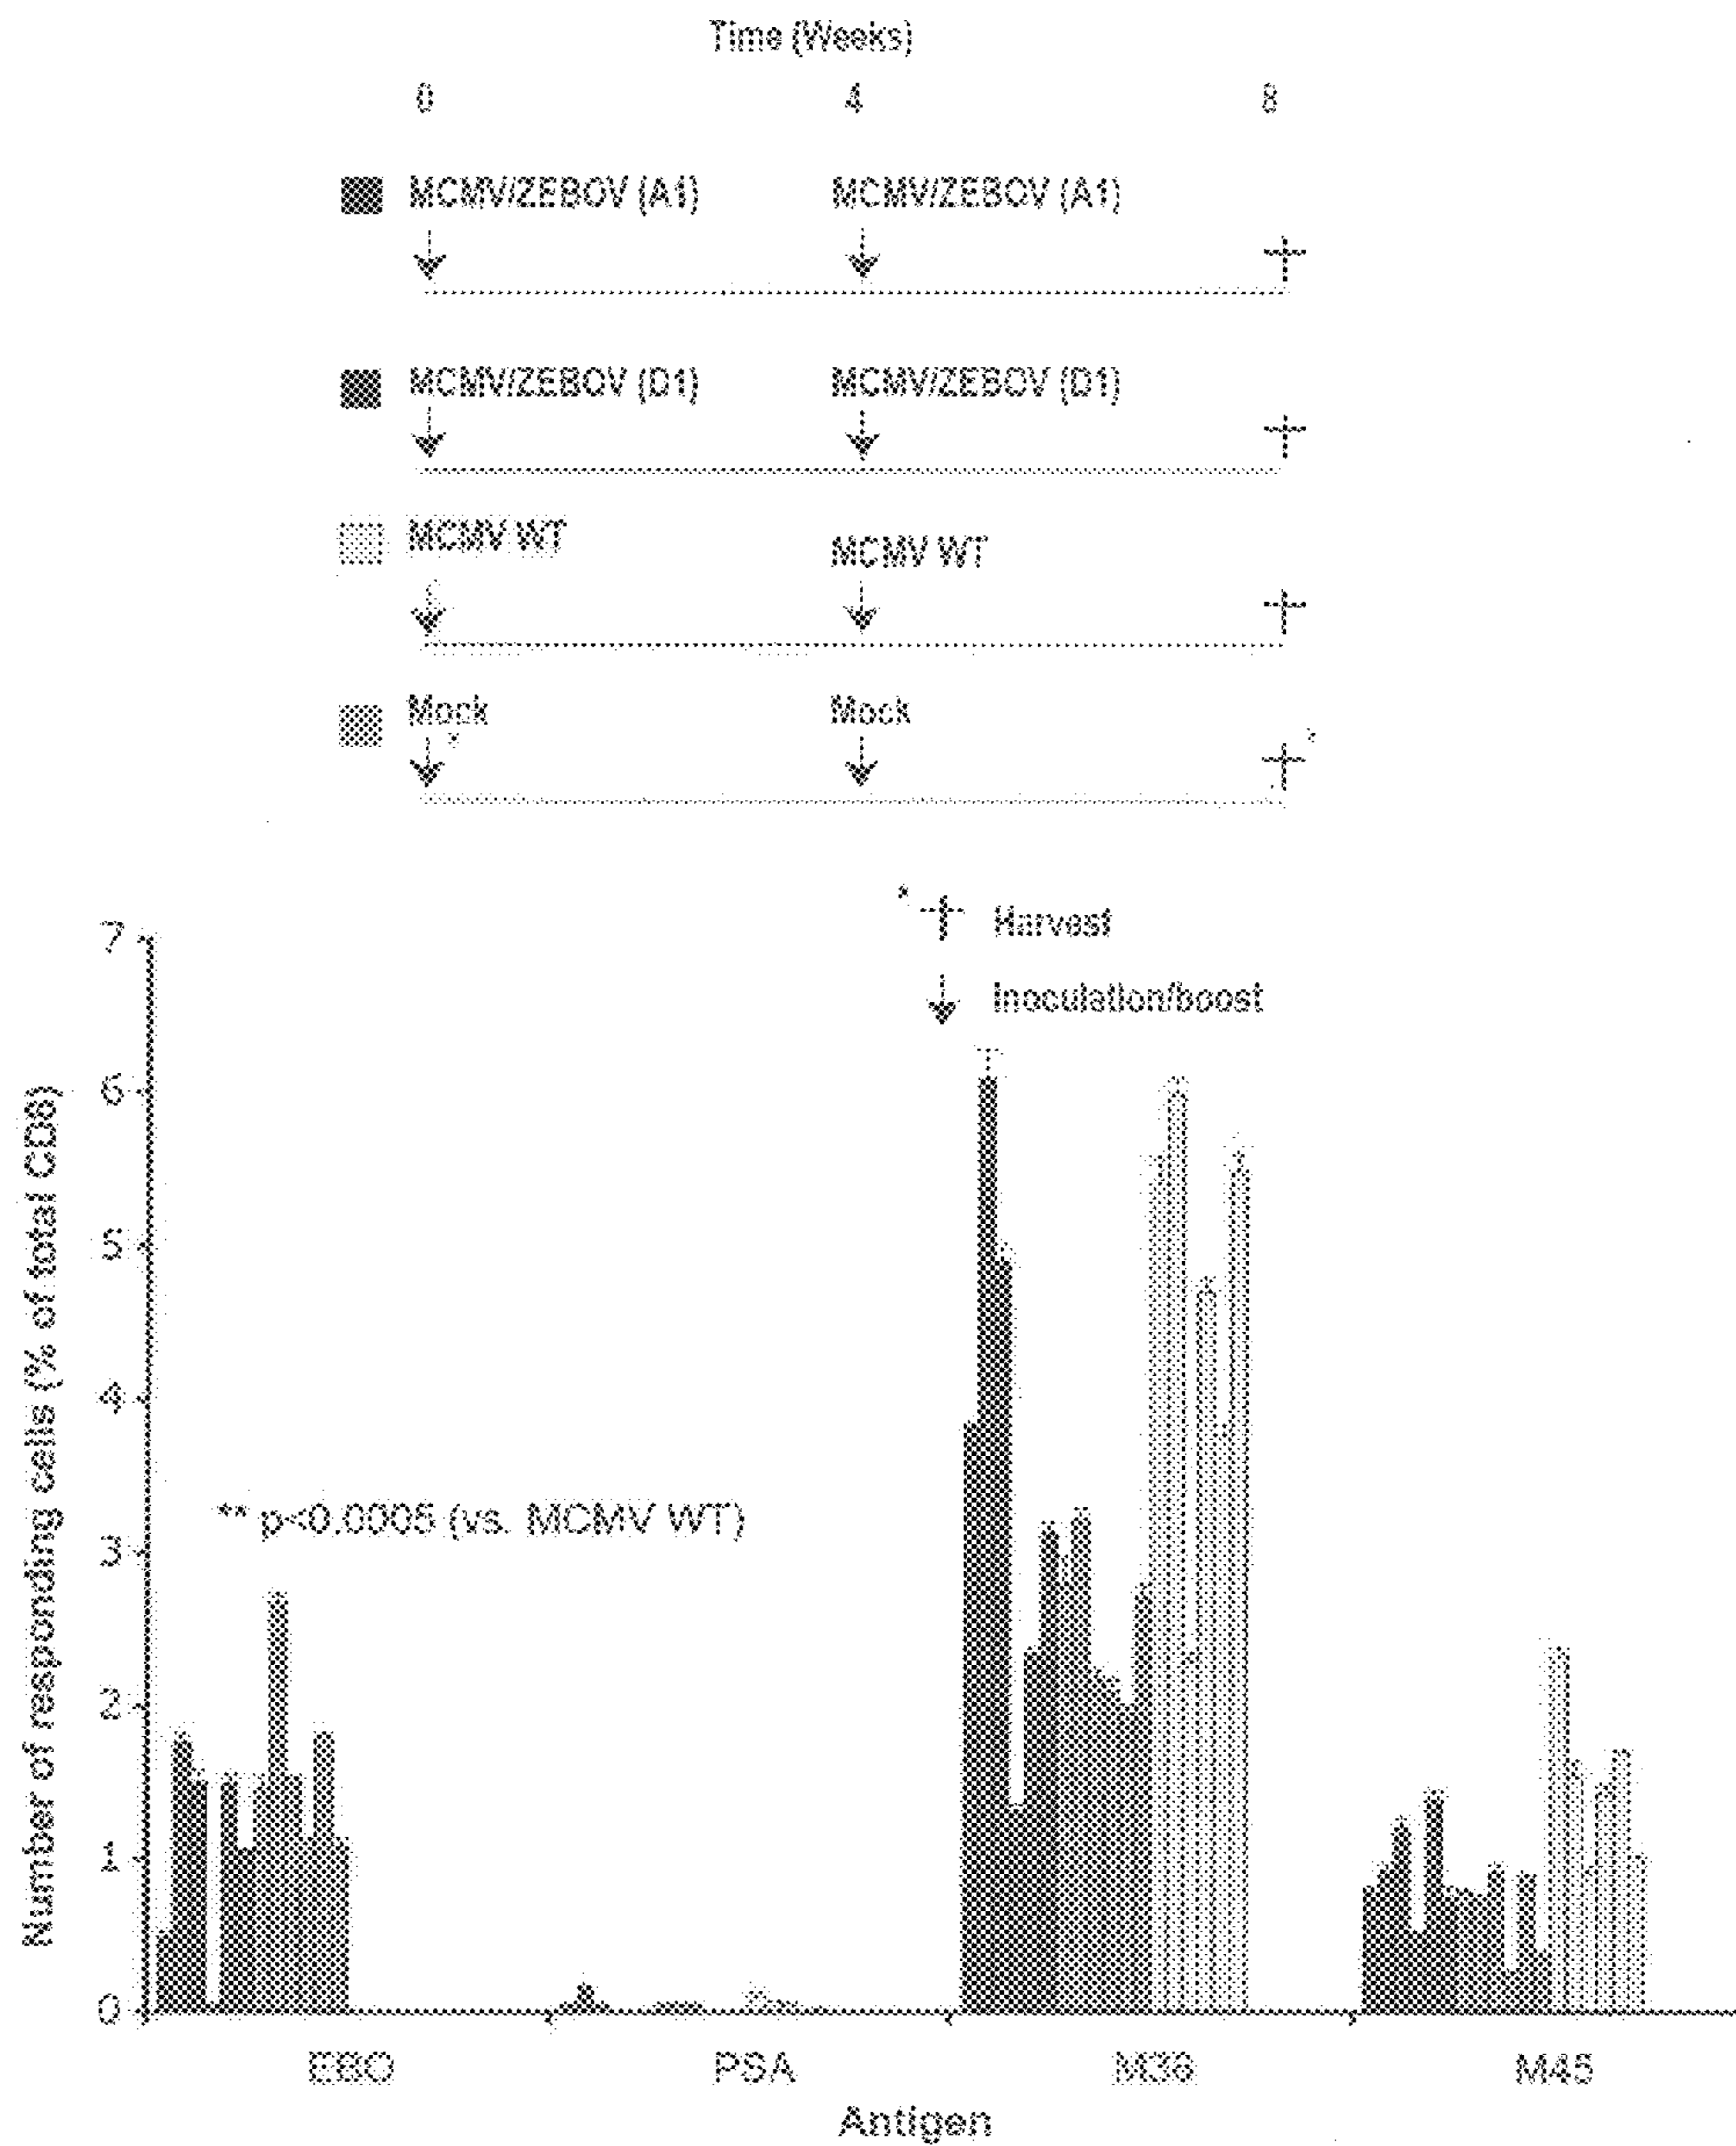 Time (Weeks)
0 4 8
MCMV/ZEBOV (A1) MCMV/ZEBOV (A1)
MCMV/ZEBOV (D1) MCMV/ZEBOV (D1)
MCMV WT MCMV WT
Mock Mock
Harvest
Inoculation/boost
Number of responding cells (% of total CD8)
7
6
5
4
3
2
1
0
** p<0.0005 (vs. MCMV WT)
EBO PSA M36 M45
Antigen